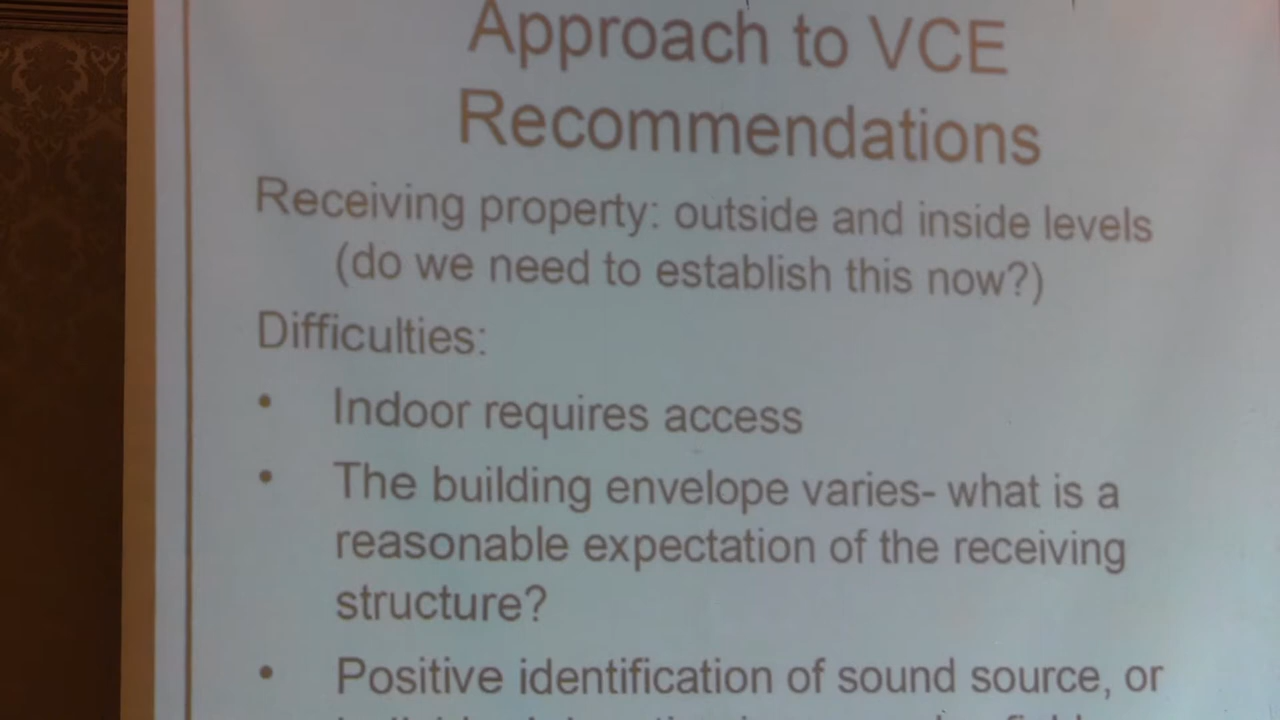 Approach to VCE
Recommendations
Receiving property: outside and inside levels
(do we need to establish this now?)
Difficulties:
• Indoor requires access
• The building envelope varies- what is a
reasonable expectation of the receiving
structure?
• Positive identification of sound source, or